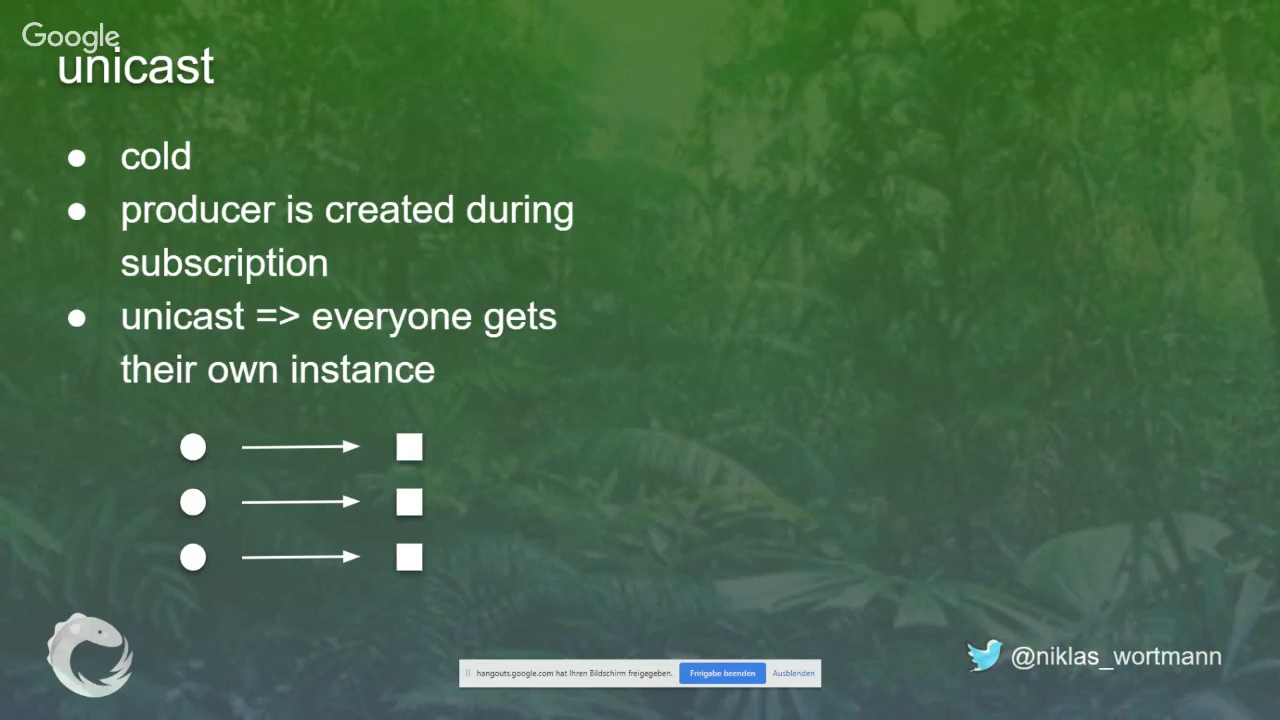 Google
unicast
● cold
● producer is created during
subscription
● unicast => everyone gets
their own instance
@niklas_wortmann
hangouts.google.com hat Ihren Bildschirm freigegeben. Freigabe beenden Ausblenden